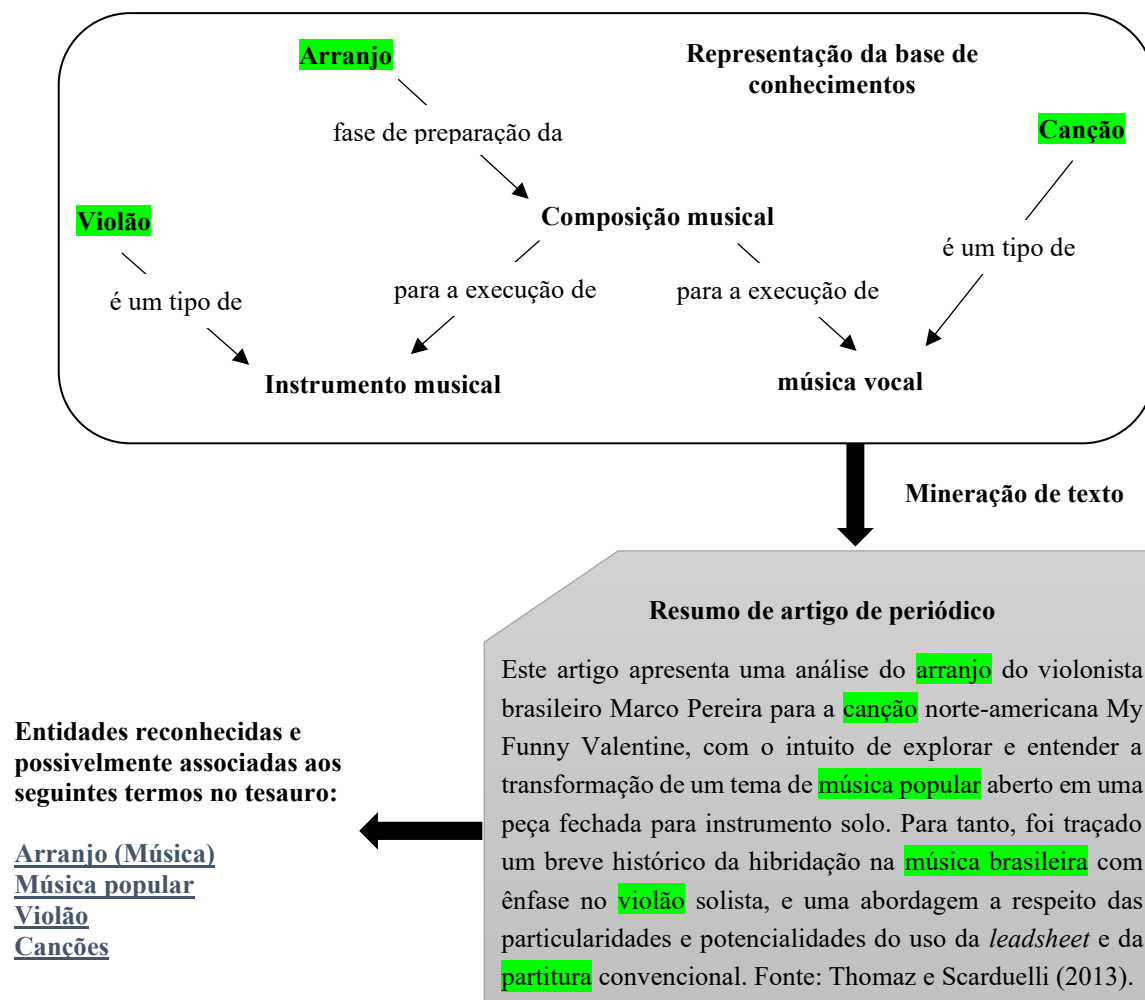 Arranjo
Representação da base de
conhecimentos
fase de preparação da
Canção
Violão
Composição musical
é um tipo de
é um tipo de
para a execução de
para a execução de
Instrumento musical
música vocal
Mineração de texto
Resumo de artigo de periódico
Este artigo apresenta uma análise do arranjo do violonista
brasileiro Marco Pereira para a canção norte-americana My
Funny Valentine, com o intuito de explorar e entender a
transformação de um tema de música popular aberto em uma
peça fechada para instrumento solo. Para tanto, foi traçado
um breve histórico da hibridação na música brasileira com
ênfase no violão solista, e uma abordagem a respeito das
particularidades e potencialidades do uso da leadsheet e da
partitura convencional. Fonte: Thomaz e Scarduelli (2013).
Entidades reconhecidas e
possivelmente associadas aos
seguintes termos no tesauro:
Arranjo (Música)
Música popular
Violão
Canções